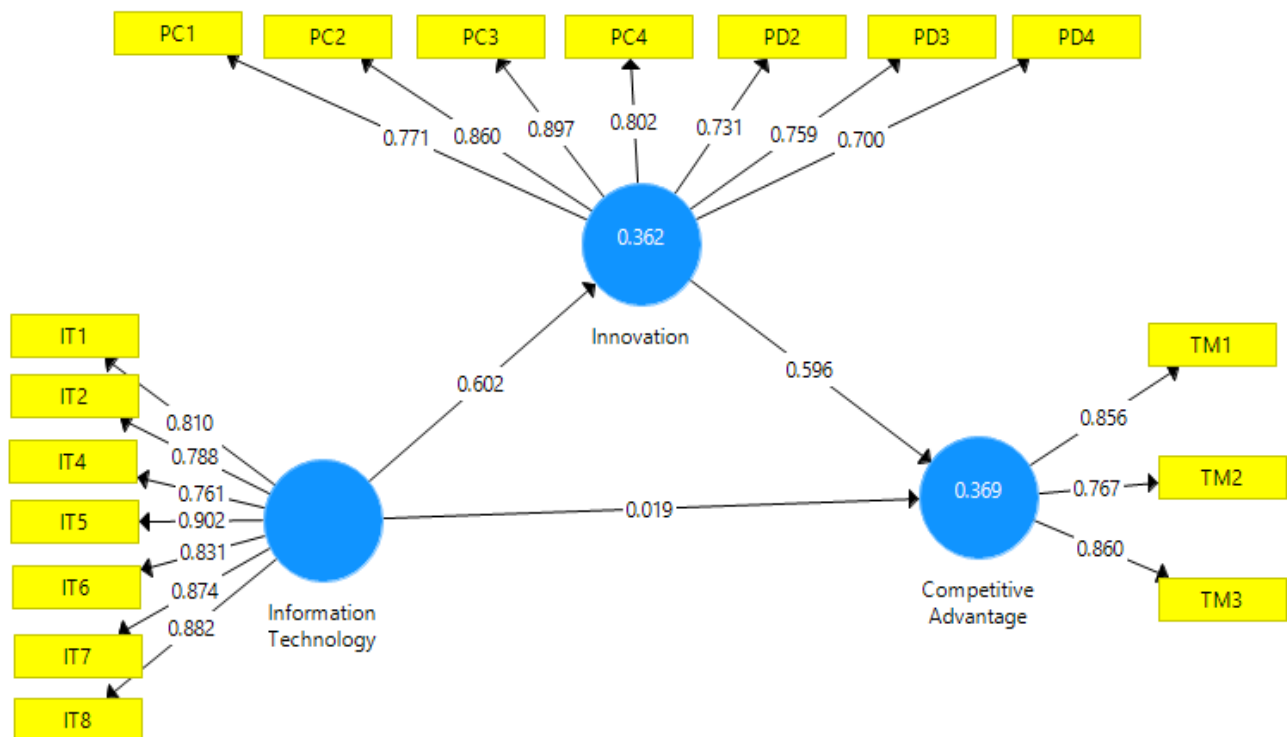 PC1 PC2 PC3 PC4 PD2 PD3 PD4
0.771 0.860 0.897 0.802 0.731 0.759 0.700
0.362
Innovation
IT1
IT2
IT4
IT5
IT6
IT7
IT8
0.810
0.788
0.761
0.902
0.831
0.874
0.882
Information
Technology
0.602
0.596
0.019
0.369
Competitive
Advantage
0.856
0.767
0.860
TM1
TM2
TM3